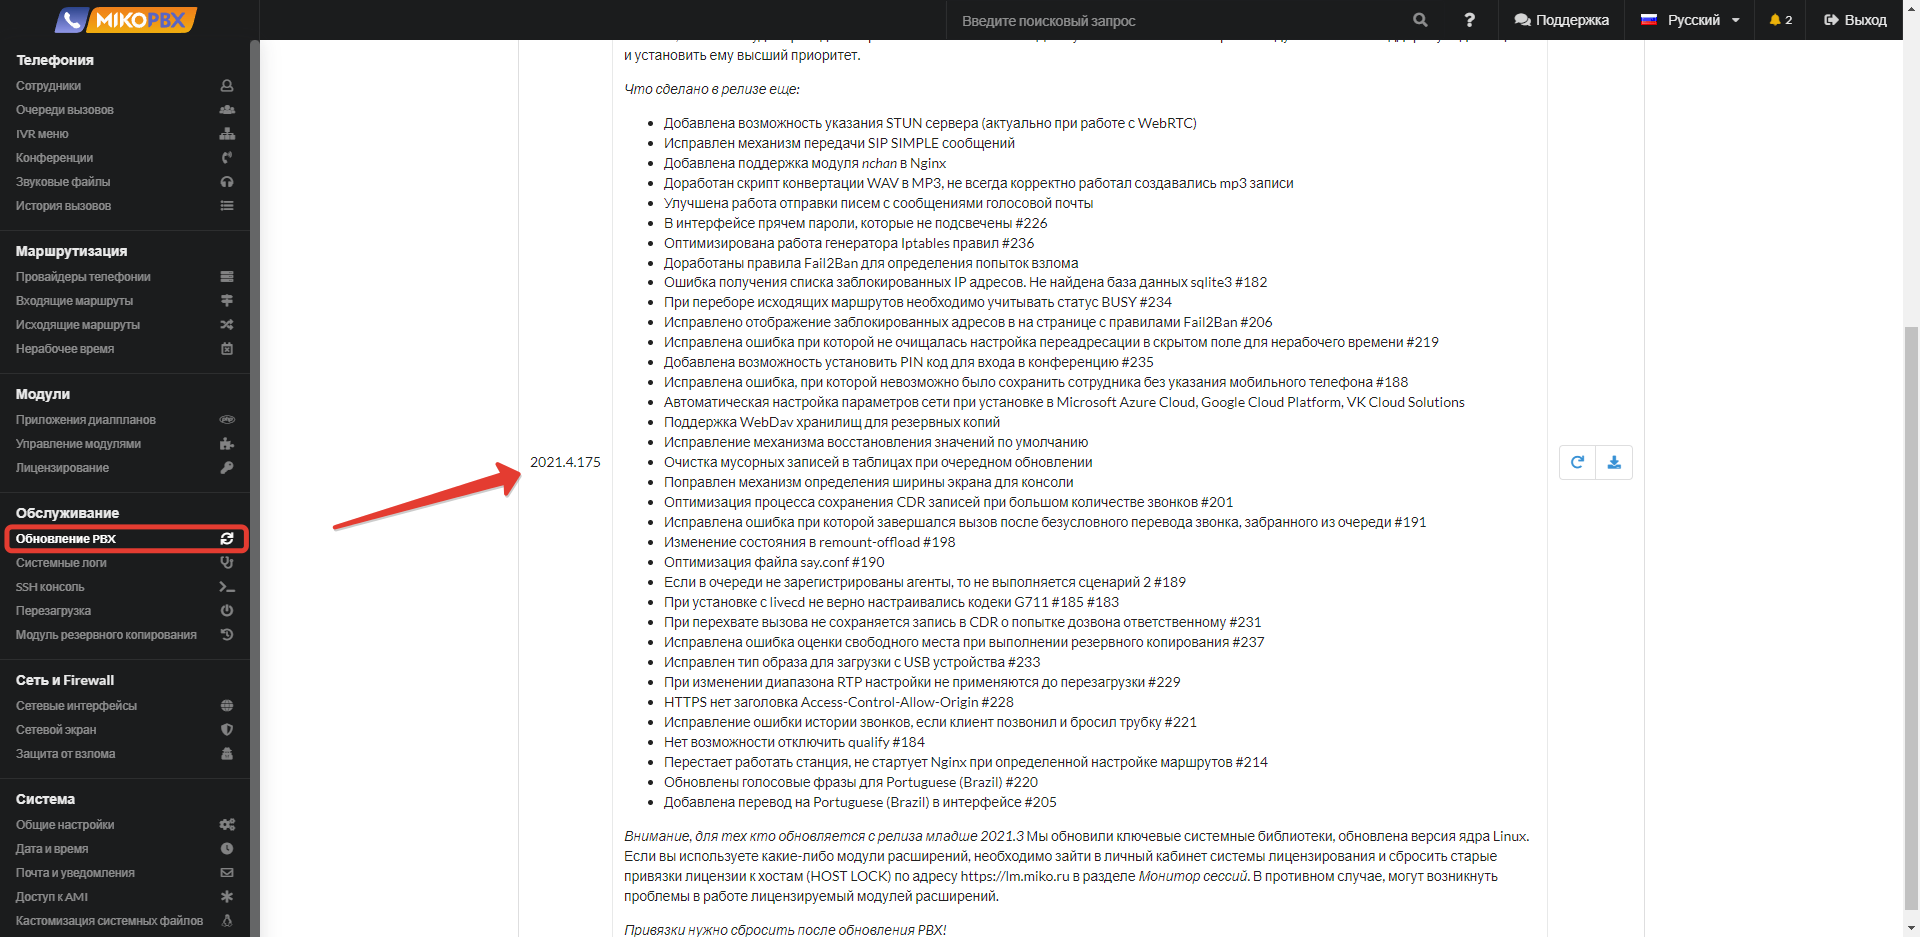 MIKOPBX
Введите поисковый запрос
?
Поддержка
Русский
2
Выход
Телефония
Сотрудники
Очереди вызовов
IVR меню
Конференции
Звуковые файлы
История вызовов
Маршрутизация
Провайдеры телефонии
Входящие маршруты
Исходящие маршруты
Нерабочее время
Модули
Приложения диалпланов
Управление модулями
Лицензирование
Обслуживание
Обновление PBX
Системные логи
SSH консоль
Перезагрузка
Модуль резервного копирования
Сеть и Firewall
Сетевые интерфейсы
Сетевой экран
Защита от взлома
Система
Общие настройки
Дата и время
Почта и уведомления
Доступ к AMI
Кастомизация системных файлов
2021.4.175
и установить ему высший приоритет.
Что сделано в релизе еще:
Добавлена возможность указания STUN сервера (актуально при работе с WebRTC)
Исправлен механизм передачи SIP SIMPLE сообщений
Добавлена поддержка модуля nchan в Nginx
Доработан скрипт конвертации WAV в MP3, не всегда корректно работал создавались mp3 записи
Улучшена работа отправки писем с сообщениями голосовой почты
В интерфейсе прячем пароли, которые не подсвечены #226
Оптимизирована работа генератора Iptables правил #236
Доработаны правила Fail2Ban для определения попыток взлома
Ошибка получения списка заблокированных IP адресов. Не найдена база данных sqlite3 #182
При переборе исходящих маршрутов необходимо учитывать статус BUSY #234
Исправлено отображение заблокированных адресов в на странице с правилами Fail2Ban #206
Исправлена ошибка при которой не очищалась настройка переадресации в скрытом поле для нерабочего времени #219
Добавлена возможность установить PIN код для входа в конференцию #235
Исправлена ошибка, при которой невозможно было сохранить сотрудника без указания мобильного телефона #188
Автоматическая настройка параметров сети при установке в Microsoft Azure Cloud, Google Cloud Platform, VK Cloud Solutions
Поддержка WebDav хранилищ для резервных копий
Исправление механизма восстановления значений по умолчанию
Очистка мусорных записей в таблицах при очередном обновлении
Поправлен механизм определения ширины экрана для консоли
Оптимизация процесса сохранения CDR записей при большом количестве звонков #201
Исправлена ошибка при которой завершался вызов после безусловного перевода звонка, забранного из очереди #191
Изменение состояния в remount-offload #198
Оптимизация файла say.conf #190
Если в очереди не зарегистрированы агенты, то не выполняется сценарий 2 #189
При установке с livecd не верно настраивались кодеки G711 #185 #183
При перехвате вызова не сохраняется запись в CDR о попытке дозвона ответственному #231
Исправлена ошибка оценки свободного места при выполнении резервного копирования #237
Исправлен тип образа для загрузки с USB устройства #233
При изменении диапазона RTP настройки не применяются до перезагрузки #229
HTTPS нет заголовка Access-Control-Allow-Origin #228
Исправление ошибки истории звонков, если клиент позвонил и бросил трубку #221
Нет возможности отключить qualify #184
Перестает работать станция, не стартует Nginx при определенной настройке маршрутов #214
Обновлены голосовые фразы для Portuguese (Brazil) #220
Добавлена перевод на Portuguese (Brazil) в интерфейсе #205
Внимание, для тех кто обновляется с релиза младше 2021.3 Мы обновили ключевые системные библиотеки, обновлена версия ядра Linux.
Если вы используете какие-либо модули расширений, необходимо зайти в личный кабинет системы лицензирования и сбросить старые
привязки лицензии к хостам (HOST LOCK) по адресу https://lm.miko.ru в разделе Монитор сессий. В противном случае, могут возникнуть
проблемы в работе лицензируемый модулей расширений.
Привязки нужно сбросить после обновления PBX!